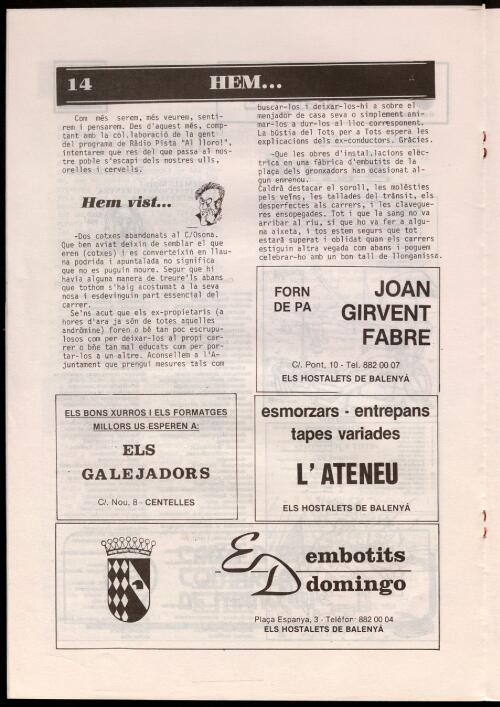 14
HEM...
Com més serem, més veurem, senti-
rem i pensarem. Des d'aquest més, comp-
tant amb la col.laboració de la gent
del programa de Ràdio Pista "Al lloro!",
intentarem que res del que passa al nos-
tre poble s'escapi dels nostres ulls,
orelles i cervells.
Hem vist...
-Dos cotxes abandonats al C/Osona.
Que ben aviat deixin de semblar el que
eren (cotxes) i es converteixin en llau-
na podrida i apuntalada no significa
que no es puguin moure. Segur que hi
havia alguna manera de treure'ls abans
que tothom s'haig acostumat a la seva
nosa i esdevinguin part essencial del
carrer.
Se'ns acut que els ex-propietaris (a
hores d'ara ja són de totes aquelles
andròmine) foren o bé tan poc escrupu-
losos com per deixar-los al propi car-
rer o bñe tan mal educats com per por-
tar-los a un altre. Aconsellem a l'A-
juntament que prengui mesures tals com
buscar-los i deixar-los-hi a sobre el
menjador de casa seva o simplement ani-
mar-los a dur-los al lloc corresponent.
La bústia del Tots per a Tots espera les
explicacions dels ex-conductors. Gràcies.
-Que les obres d'instal.lacions elèc-
trica en una fàbrica d'embutits de la
plaça dels gronxadors han ocasionat al-
gun enrenou.
Caldrà destacar el soroll, les molèsties
pels veïns, les tallades del trànsit, els
desperfectes als carrers, i les clavegue-
res ensopegades. Tot i que la sang no va
arribar al riu, si que ho va fer a algu-
na aixeta, i tos estem segurs que tot
estarà superat i oblidat quan els carrers
estiguin altra vegada com abans i poguem
celebrar-ho amb un bon tall de llonganissa.
FORN
DE PA
JOAN
GIRVENT
FABRE
C/. Pont, 10 - Tel. 882 00 07
ELS HOSTALETS DE BALENYÀ
ELS BONS XURROS I ELS FORMATGES
MILLORS US ESPEREN A:
ELS
GALEJADORS
C/. Nou, 8 - CENTELLES
esmorzars - entrepans
tapes variades
L'ATENEU
ELS HOSTALETS DE BALENYÀ
ED
embotits
domingo
Plaça Espanya, 3 - Telèfor 882 00 04
ELS HOSTALETS DE BALENYÀ